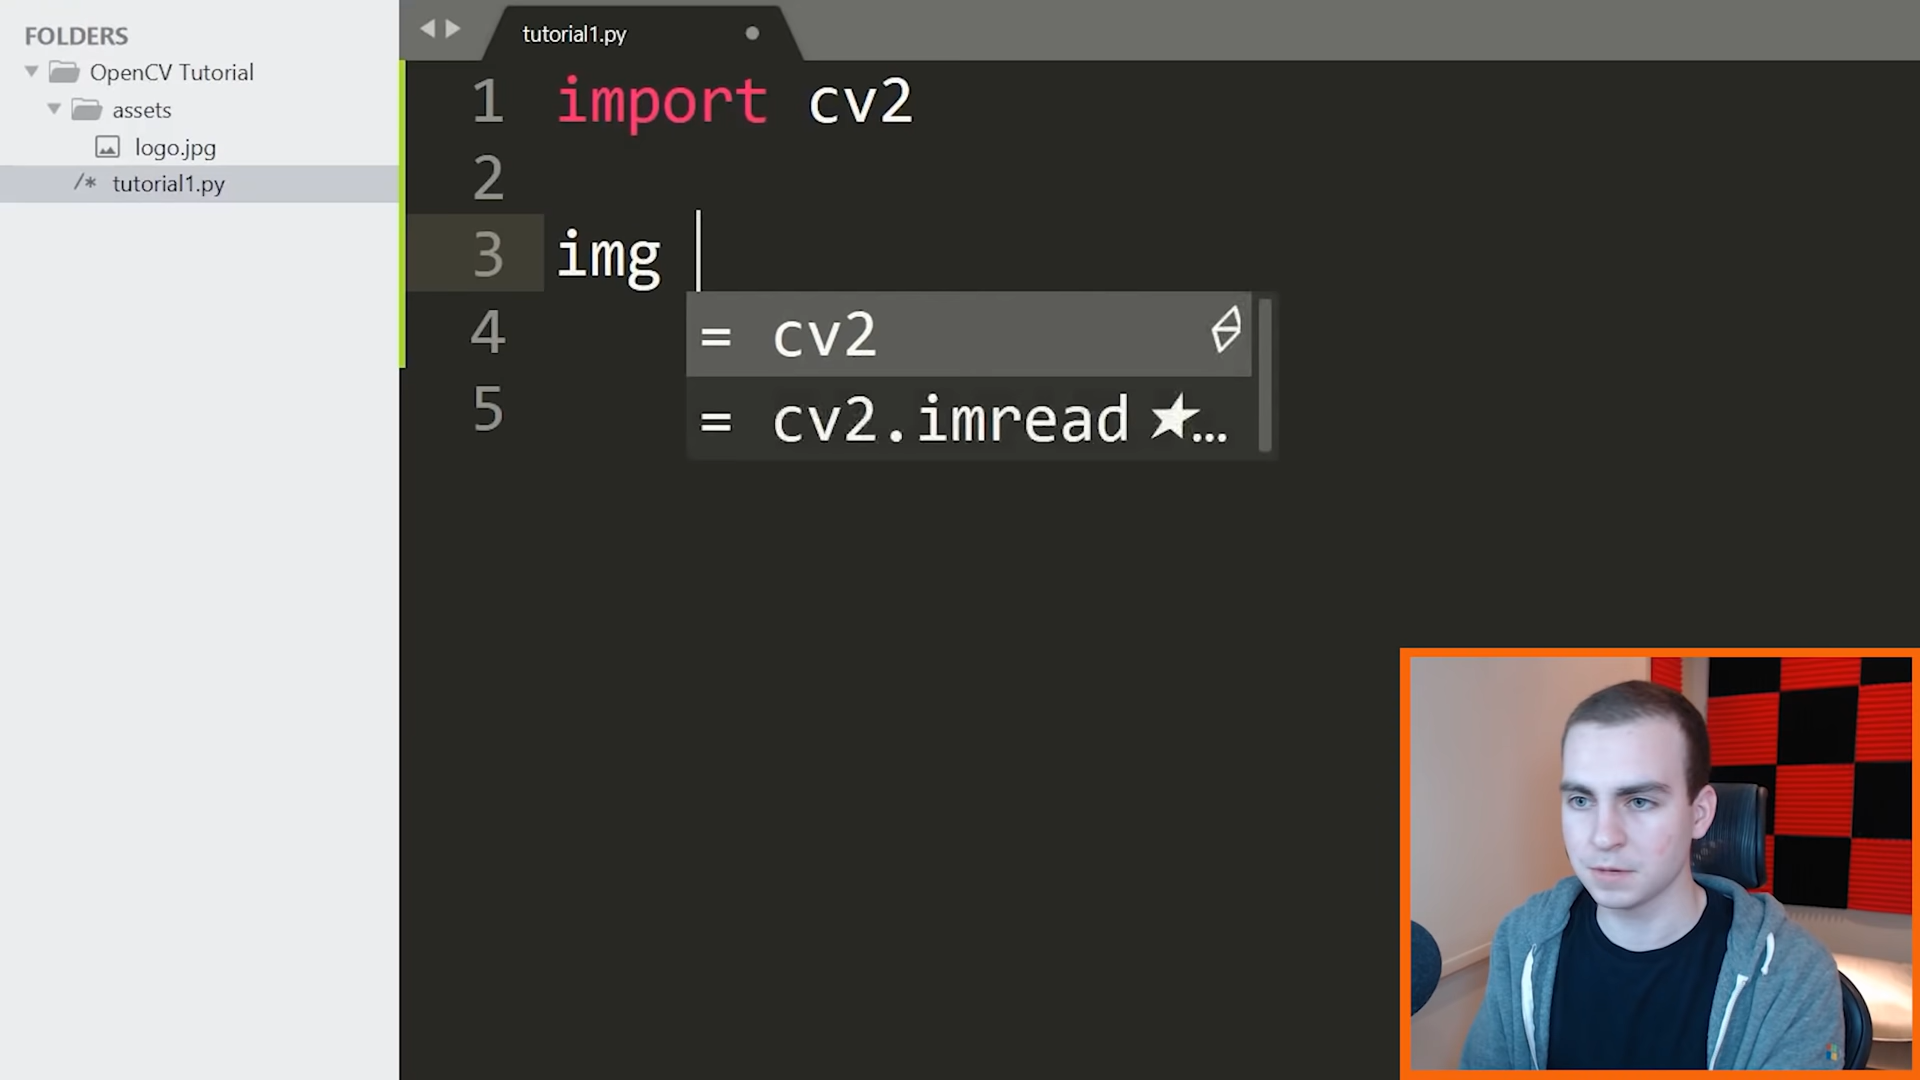 FOLDERS
OpenCV Tutorial
assets
logo.jpg
/* tutorial1.py
tutorial1.py
1 import cv2
2
3 img
= cv2
4 = cv2.imread ★...
5